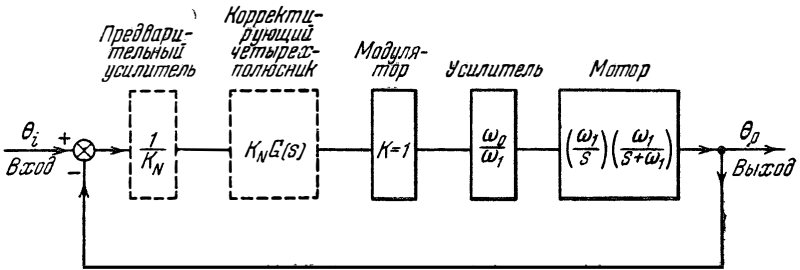 Предвари-
тельный
усилитель
Корректи-
рующий
четырех-
полюсник
Модуля-
тор
Усилитель
Мотор
θi
+
Вход
−
1/KN
KNG(s)
K=1
ω0/ω1
(ω1/s)(ω1/(s+ω1))
θp
Выход